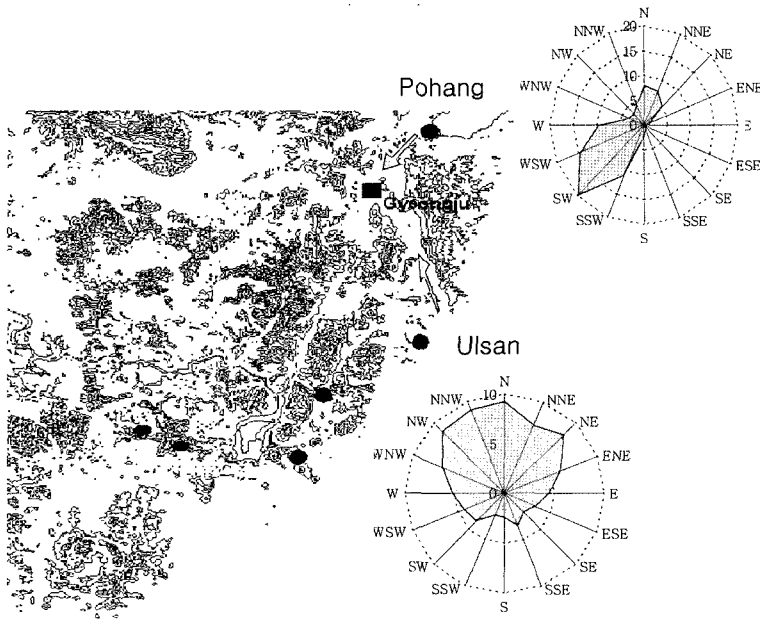 N
NNW
NNE
NW
NE
WNW
ENE
W
E
WSW
ESE
SW
SE
SSW
SSE
S
20
15
10
5
0
Pohang
Gyeongju
Ulsan
N
NNW
NNE
NW
NE
WNW
ENE
W
E
WSW
ESE
SW
SE
SSW
SSE
S
10
5
0